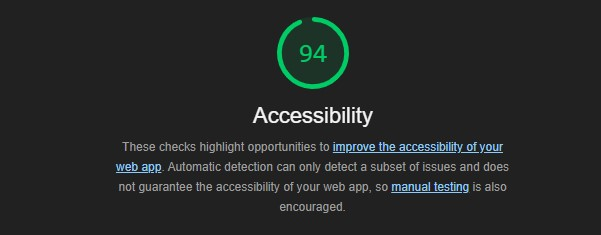 94
Accessibility
These checks highlight opportunities to improve the accessibility of your
web app. Automatic detection can only detect a subset of issues and does
not guarantee the accessibility of your web app, so manual testing is also
encouraged.